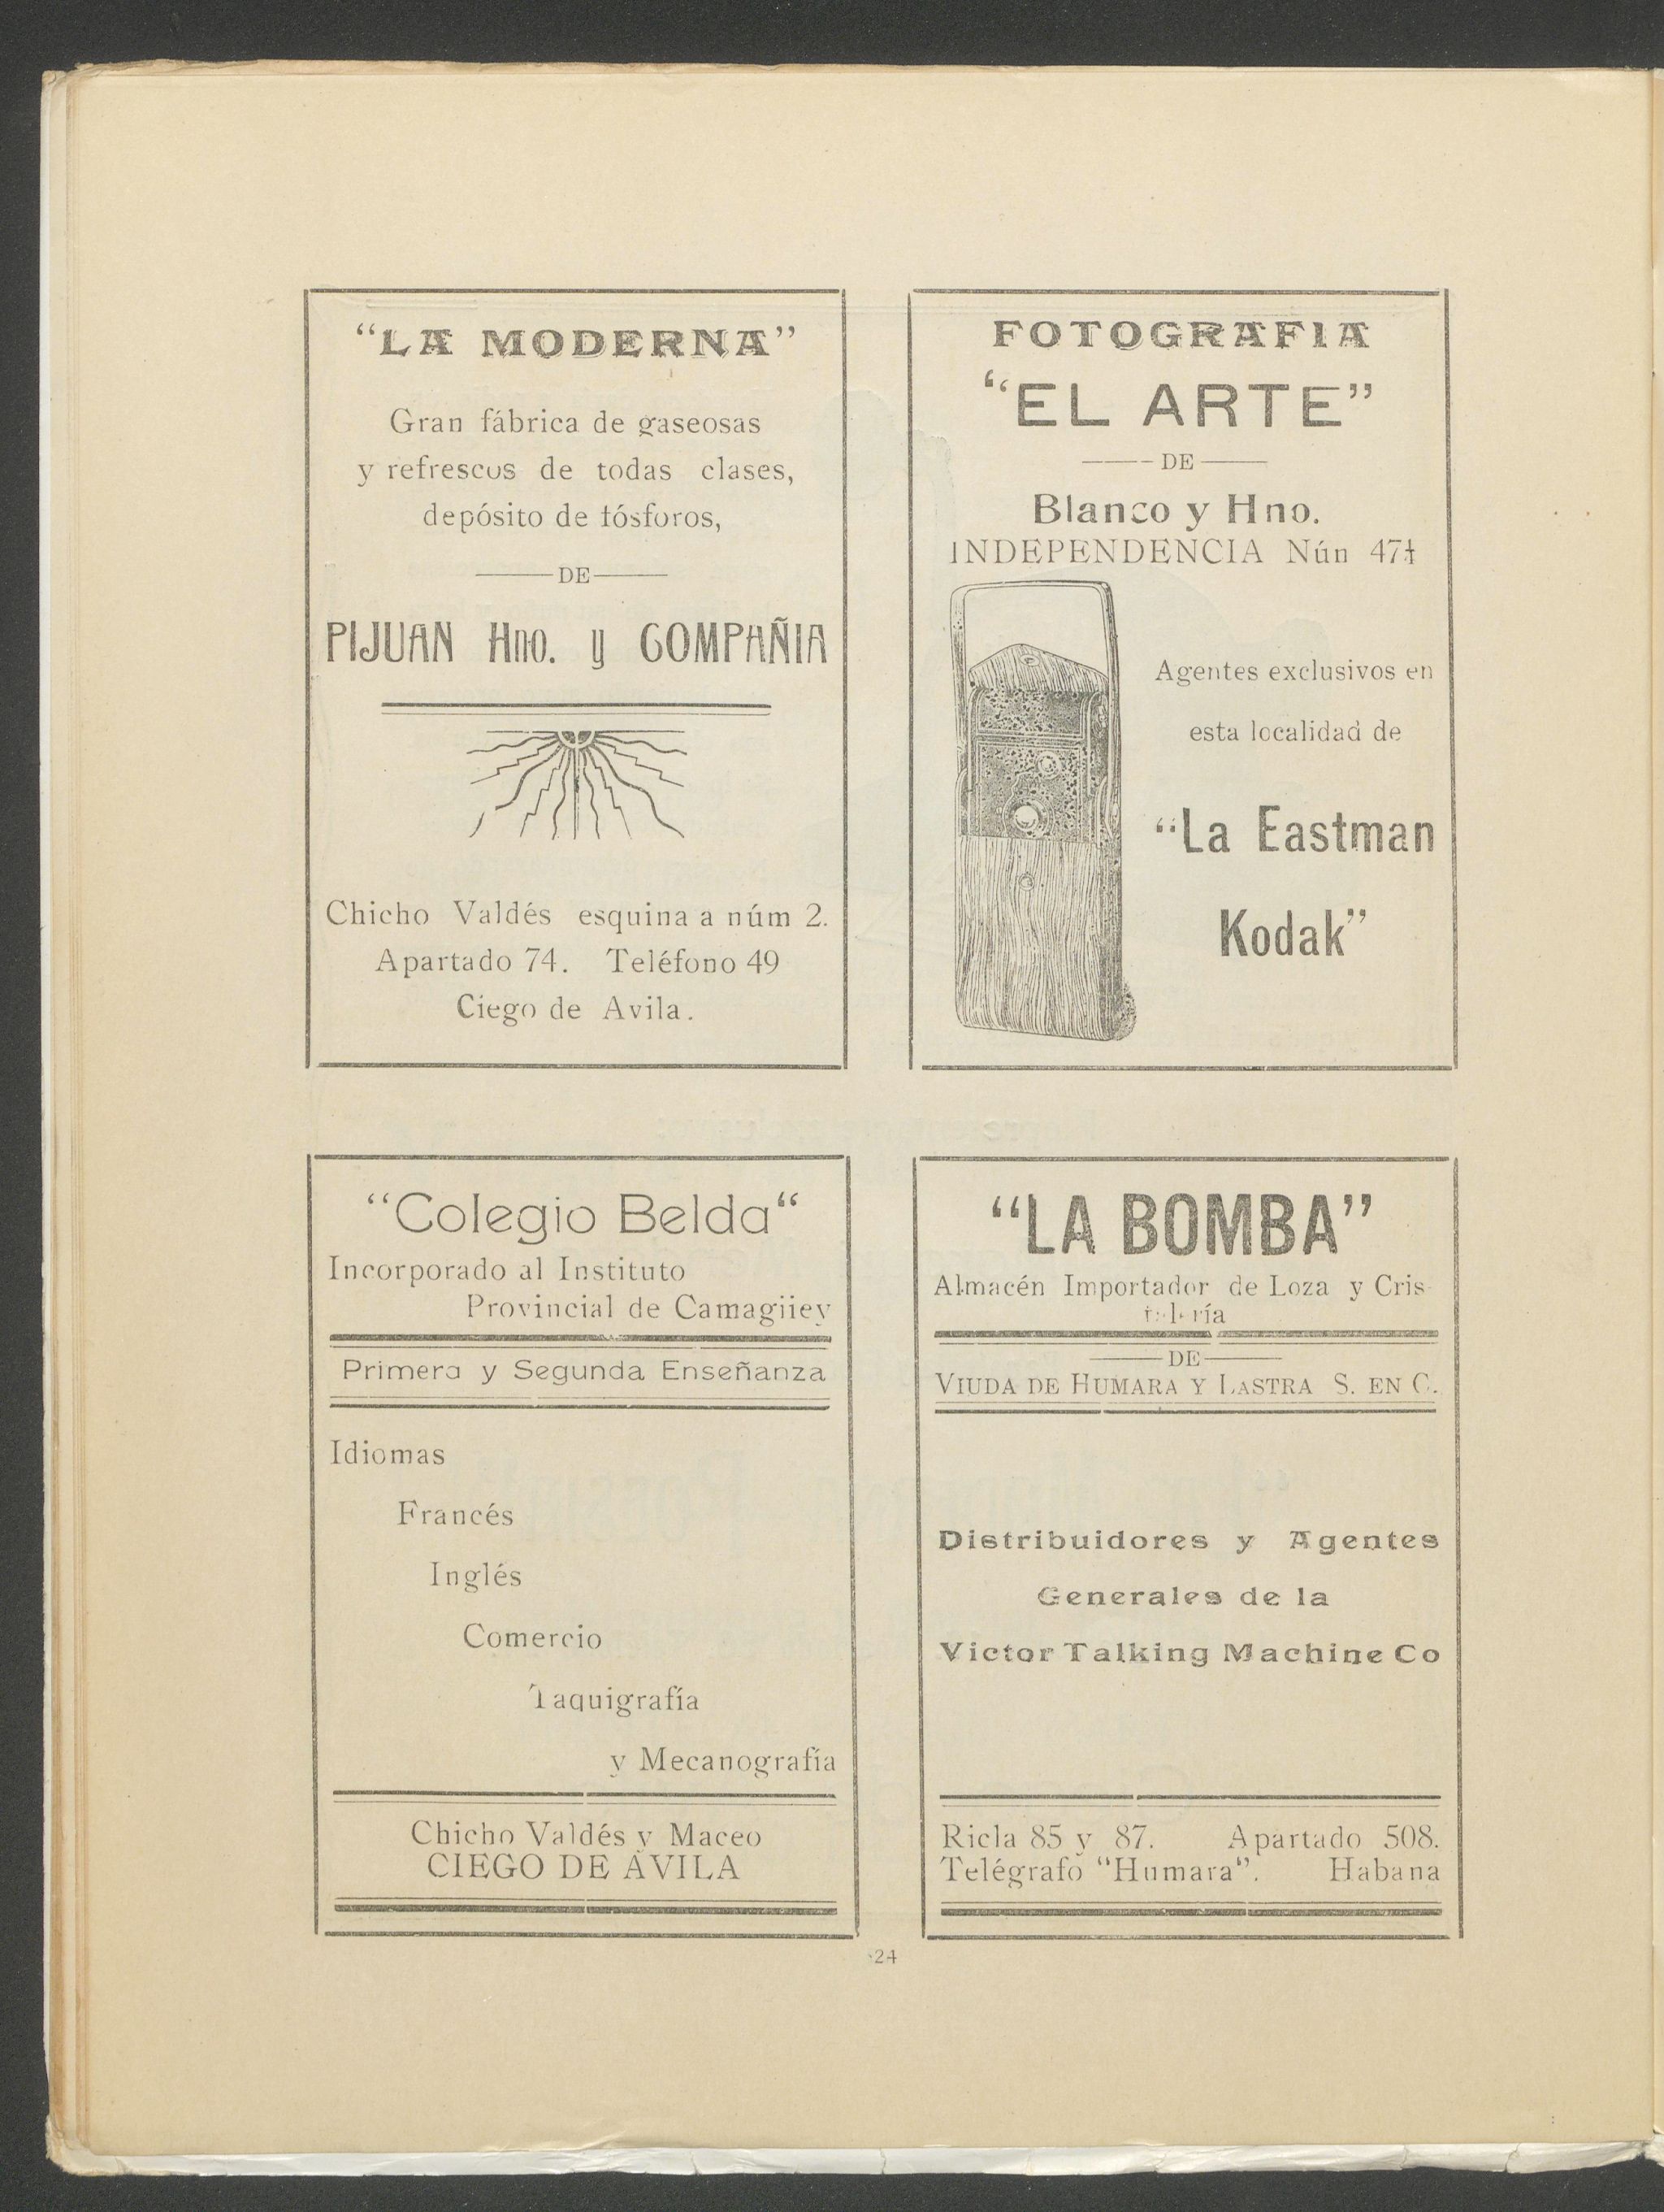 “LA MODERNA”
Gran fábrica de gaseosas
y refrescos de todas clases,
depósito de fósforos,
DE
PIJUAN Hno. y COMPAÑIA
Chicho Valdés esquina a núm 2.
Apartado 74. Teléfono 49
Ciego de Avila.
FOTOGRAFIA
“EL ARTE”
DE
Blanco y Hno.
INDEPENDENCIA Nún
Agentes exclusivos en
esta localidad de
“La Eastman
Kodak”
“Colegio Belda“
Incorporado al Instituto
Provincial de Camagüey
Primera y Segunda Enseñanza
Idiomas
Francés
Inglés
Comercio
Taquigrafía
y Mecanografía
Chicho Valdés y Maceo
CIEGO DE ÁVILA
“LA BOMBA”
Almacén Importador de Loza y Cris-
talería
DE
VIUDA DE HUMARA Y LASTRA S. EN C.
Distribuidores y Agentes
Generales de la
Victor Talking Machine Co
Ricla 85 y 87. Apartado 508.
Telégrafo “Humara“. Habana
24